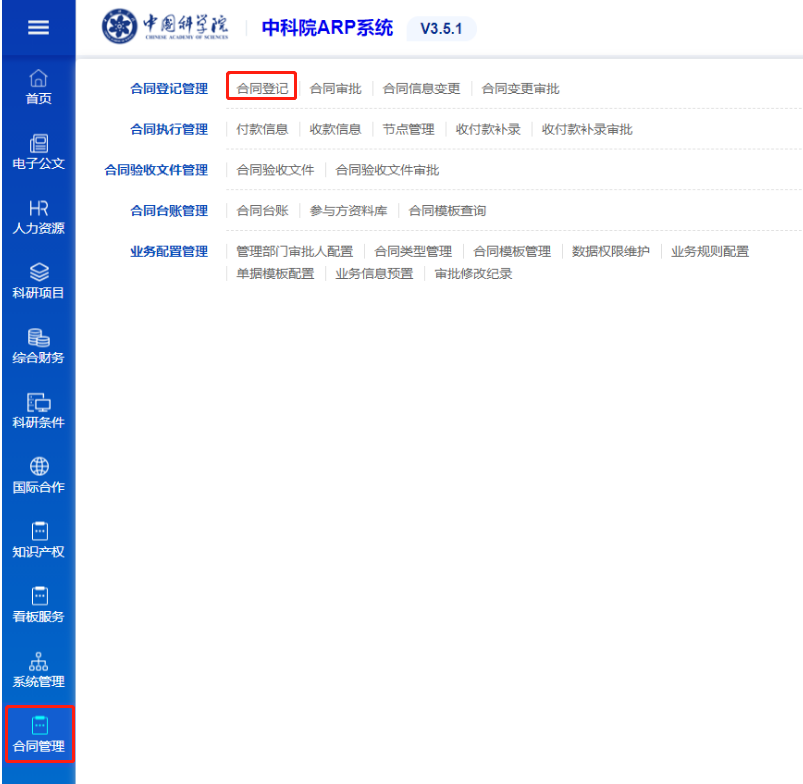 中国科学院
CHINESE ACADEMY OF SCIENCES
中科院ARP系统 V3.5.1
首页
电子公文
HR
人力资源
科研项目
综合财务
科研条件
国际合作
知识产权
看板服务
系统管理
合同管理
合同登记管理 合同登记 合同审批 合同信息变更 合同变更审批
合同执行管理 付款信息 收款信息 节点管理 收付款补录 收付款补录审批
合同验收文件管理 合同验收文件 合同验收文件审批
合同台账管理 合同台账 参与方资料库 合同模板查询
业务配置管理 管理部门审批人配置 合同类型管理 合同模板管理 数据权限维护 业务规则配置
单据模板配置 业务信息预置 审批修改纪录